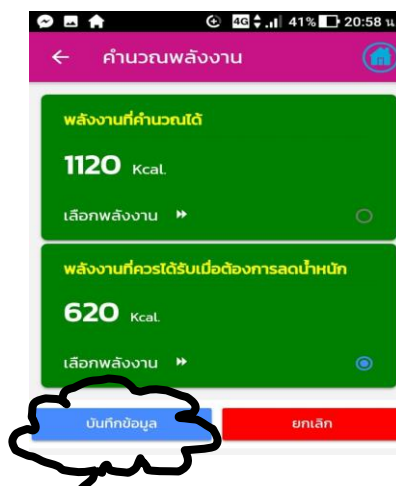 4G 41% 20:58 น
คำนวณพลังงาน
พลังงานที่คำนวณได้
1120 Kcal.
เลือกพลังงาน
พลังงานที่ควรได้รับเมื่อต้องการลดน้ำหนัก
620 Kcal.
เลือกพลังงาน
บันทึกข้อมูล ยกเลิก